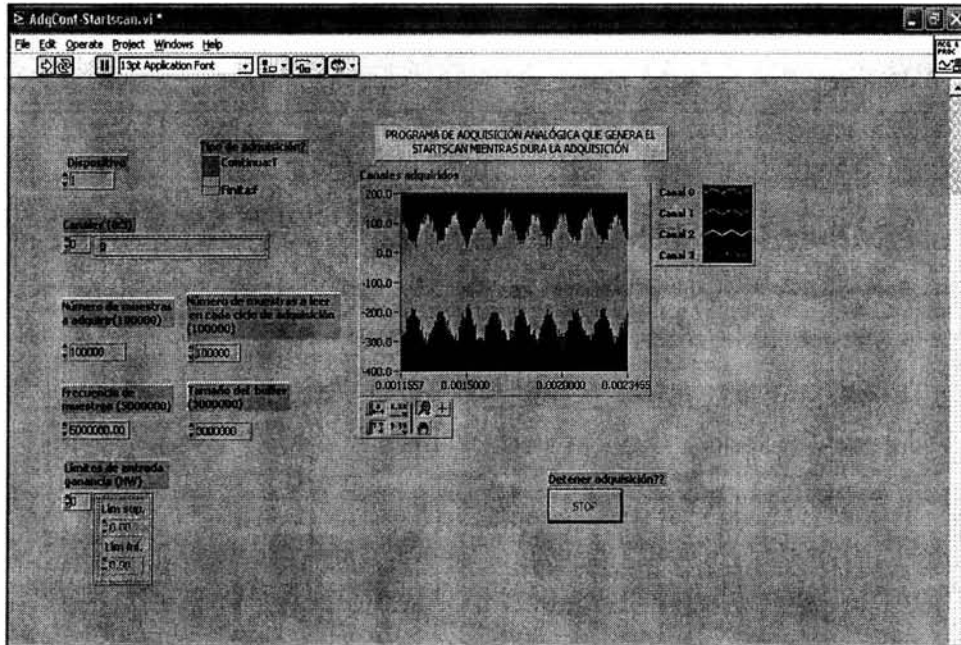 AdqCont-Startscan.vi *
File Edit Operate Project Windows Help
13pt Application Font
ACQ &
PROC
PROGRAMA DE ADQUISICIÓN ANALÓGICA QUE GENERA EL
STARTSCAN MIENTRAS DURA LA ADQUISICIÓN
Tipo de adquisición?
Continua:T
Finita:F
Dispositivo
1
Canales (0)
0
0
Número de muestras
a adquirir(100000)
100000
Número de muestras a leer
en cada ciclo de adquisición
(100000)
100000
Frecuencia de
muestreo (5000000)
5000000.00
Tamaño del buffer
(3000000)
3000000
Límites de entrada
ganancia (HW)
0
Lim sup.
0.00
Lim inf.
0.00
Canales adquiridos
200.0
100.0
0.0
-100.0
-200.0
-300.0
-400.0
0.0011557 0.0015000 0.0020000 0.0023455
Canal 0
Canal 1
Canal 2
Canal 3
Detener adquisición??
STOP